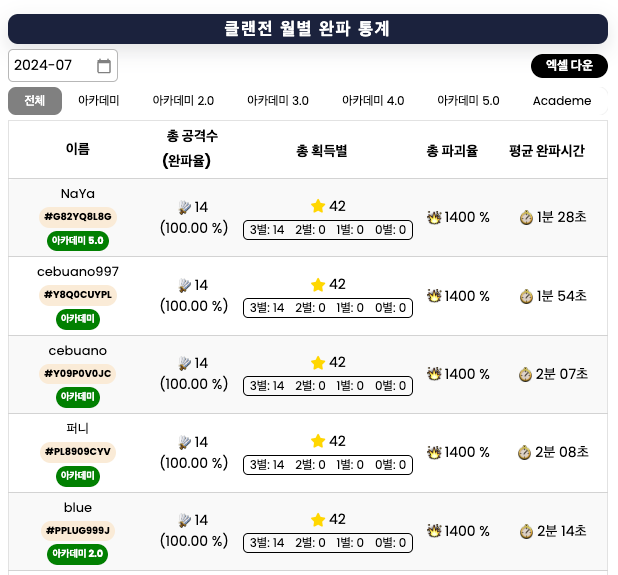 클랜전 월별 완파 통계
2024-07
엑셀 다운
전체 아카데미 아카데미 2.0 아카데미 3.0 아카데미 4.0 아카데미 5.0 Academe
이름 총 공격수 (완파율) 총 획득별 총 파괴율 평균 완파시간
NaYa
#G82YQ8L8G
아카데미 5.0
14
(100.00 %)
42
3별: 14 2별: 0 1별: 0 0별: 0
1400 %
1분 28초
cebuano997
#Y8Q0CUYPL
아카데미
14
(100.00 %)
42
3별: 14 2별: 0 1별: 0 0별: 0
1400 %
1분 54초
cebuano
#Y09P0V0JC
아카데미
14
(100.00 %)
42
3별: 14 2별: 0 1별: 0 0별: 0
1400 %
2분 07초
퍼니
#PL8909CYV
아카데미
14
(100.00 %)
42
3별: 14 2별: 0 1별: 0 0별: 0
1400 %
2분 08초
blue
#PPLUG999J
아카데미 2.0
14
(100.00 %)
42
3별: 14 2별: 0 1별: 0 0별: 0
1400 %
2분 14초